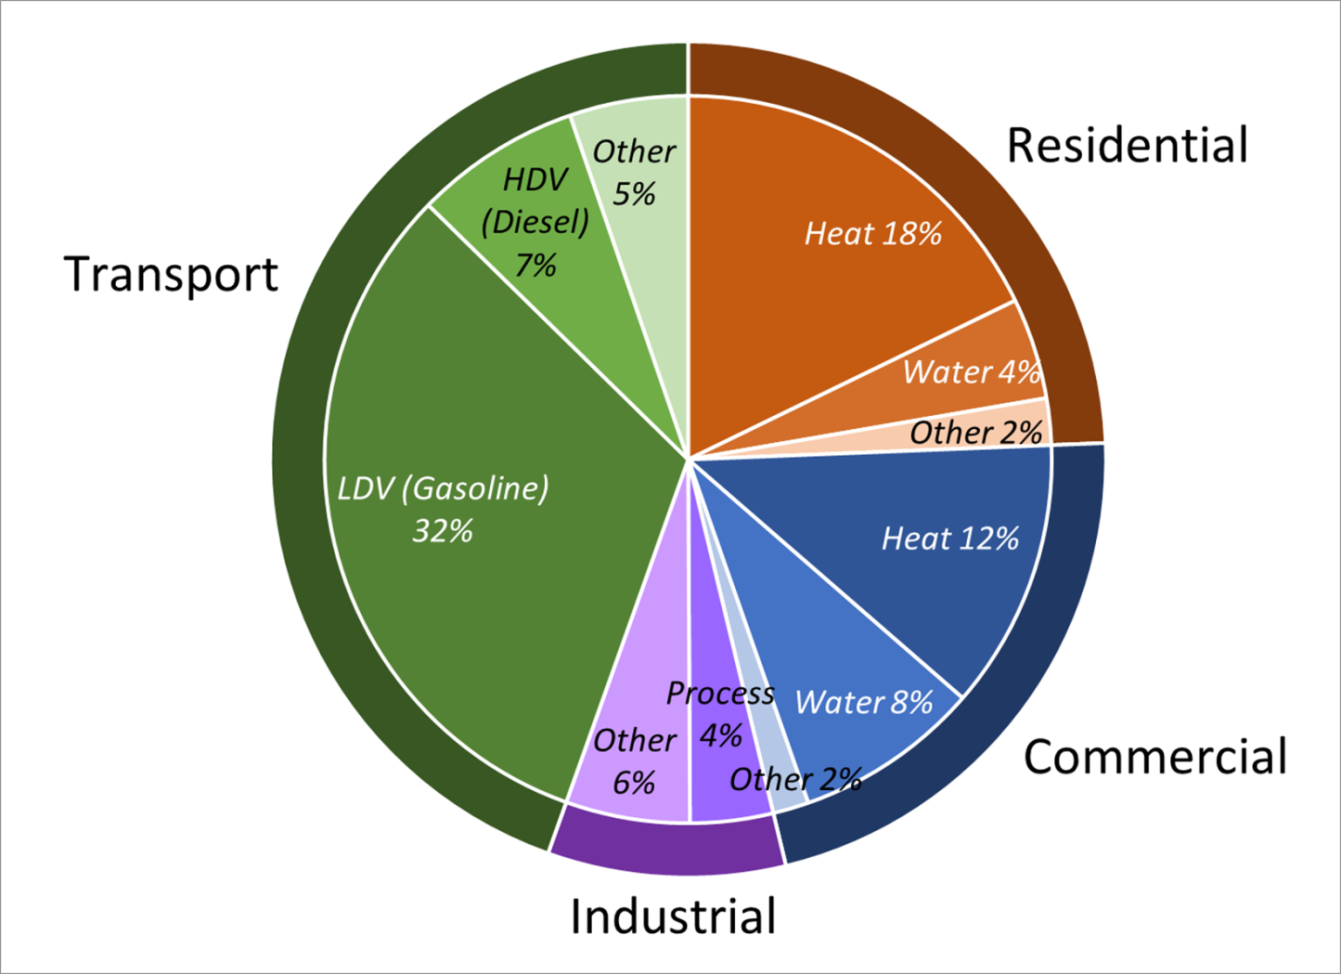 Residential
Heat 18%
Water 4%
Other 2%
Commercial
Heat 12%
Water 8%
Other 2%
Industrial
Process
4%
Other
6%
Transport
LDV (Gasoline)
32%
HDV
(Diesel)
7%
Other
5%